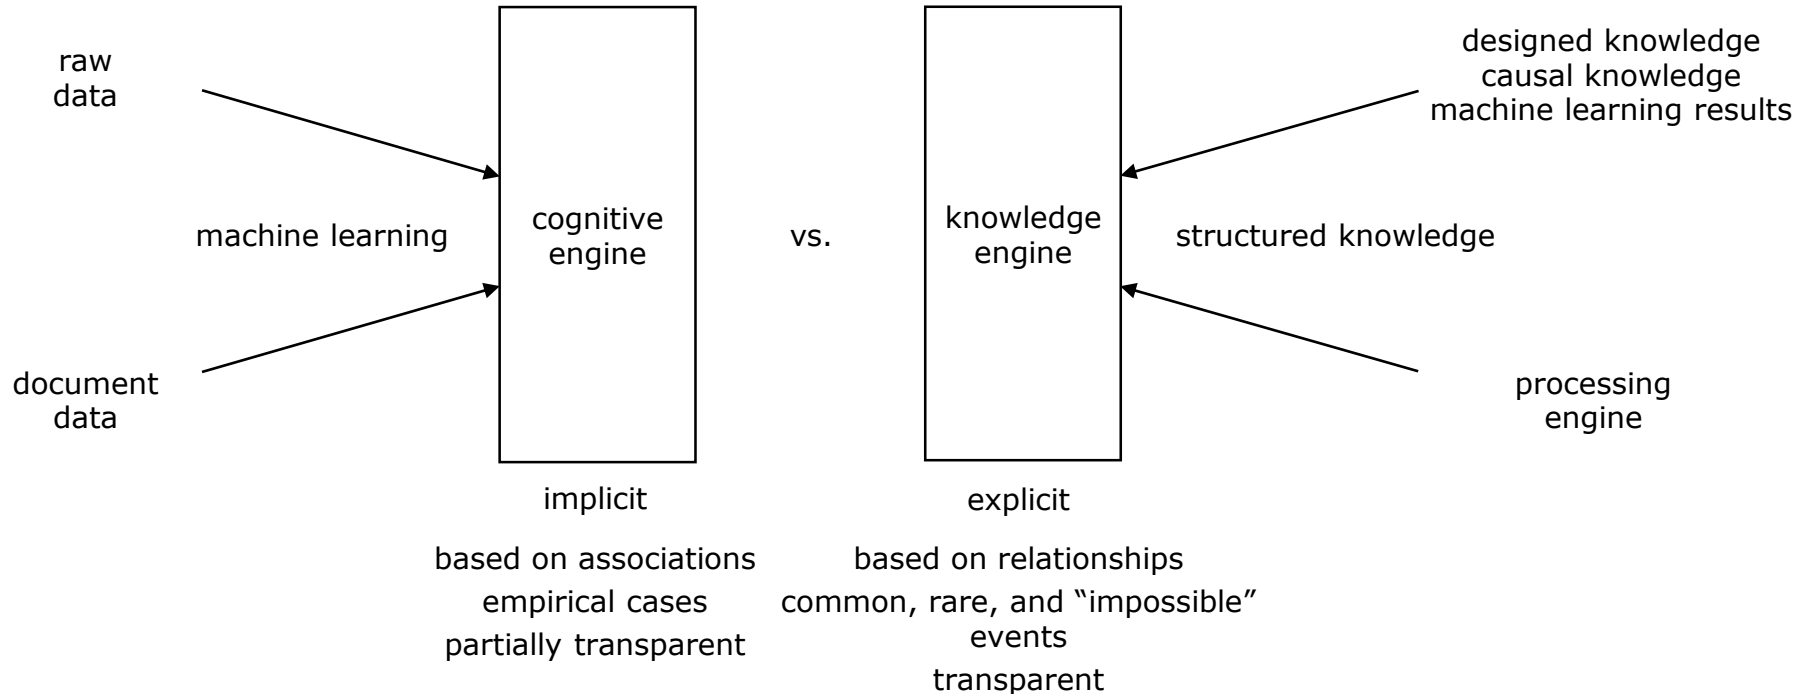 raw
data
machine learning
document
data
cognitive
engine
vs.
knowledge
engine
designed knowledge
causal knowledge
machine learning results
structured knowledge
processing
engine
implicit
based on associations
empirical cases
partially transparent
explicit
based on relationships
common, rare, and “impossible”
events
transparent